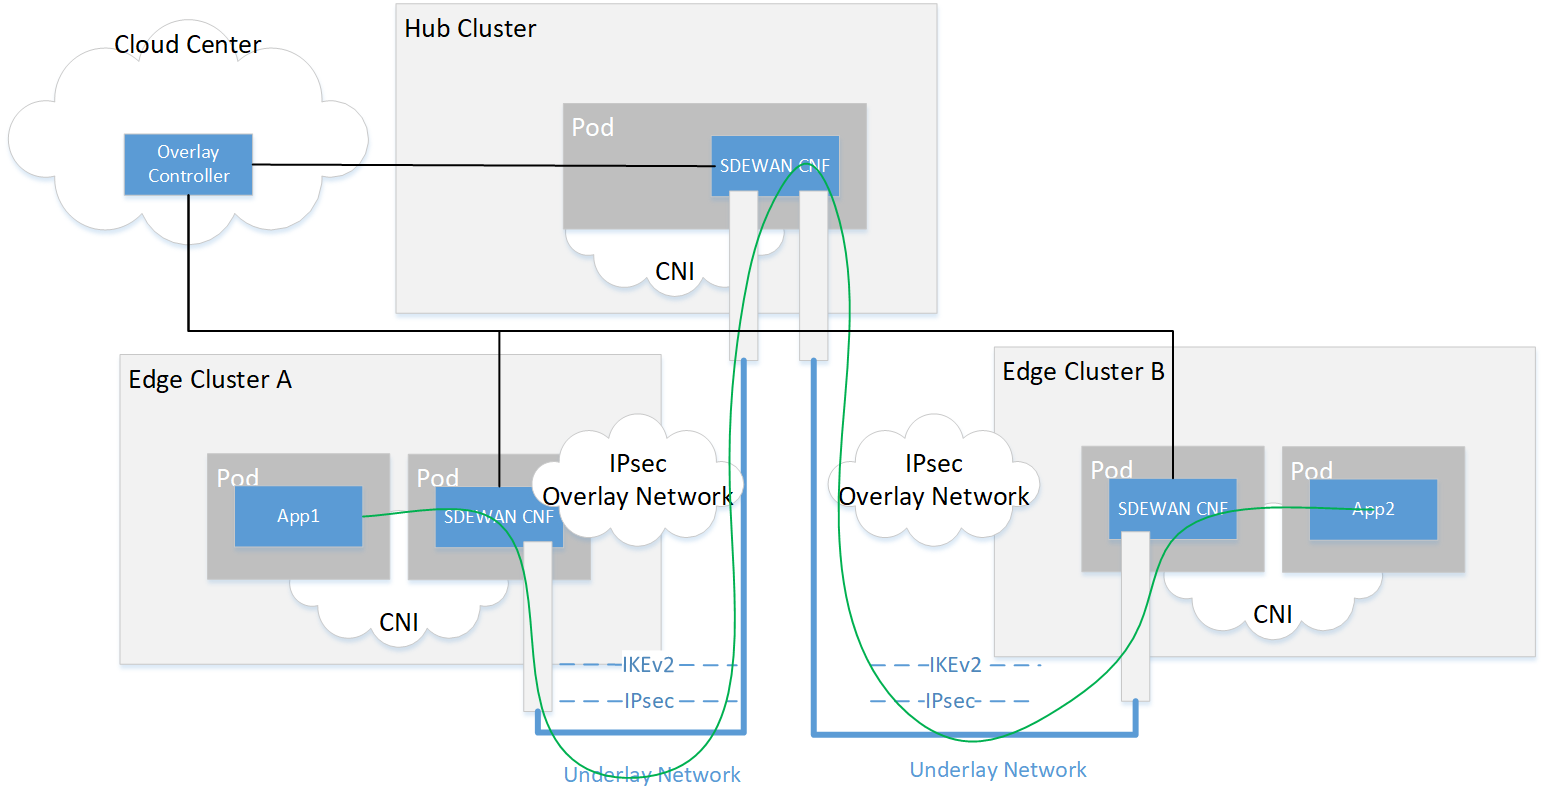 Cloud Center
Hub Cluster
Pod
Overlay
Controller
SDEWAN CNF
CNI
Edge Cluster A
Edge Cluster B
IPsec
Overlay Network
IPsec
Overlay Network
Pod
Pod
Pod
Pod
App1
SDEWAN CNF
SDEWAN CNF
App2
CNI
CNI
IKEv2
IKEv2
IPsec
IPsec
Underlay Network
Underlay Network